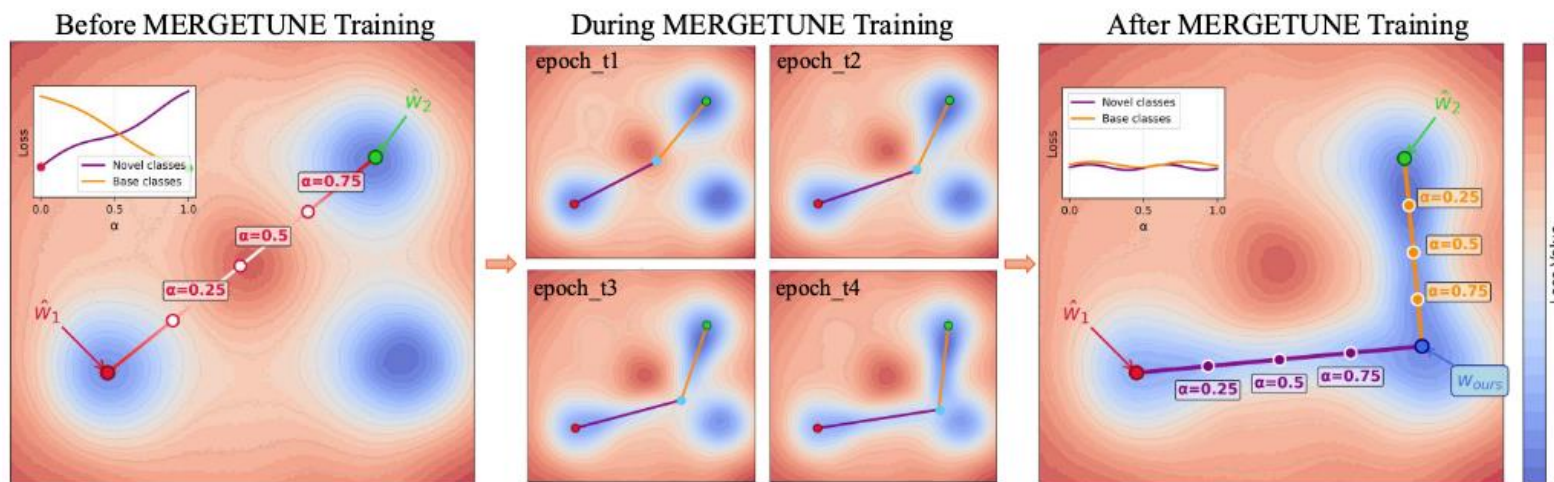 Before MERGETUNE Training
Loss
Novel classes
Base classes
0.0
0.5
1.0
α
ŵ1
ŵ2
α=0.25
α=0.5
α=0.75
During MERGETUNE Training
epoch_t1
epoch_t2
epoch_t3
epoch_t4
After MERGETUNE Training
Loss
Novel classes
Base classes
0.0
0.5
1.0
α
ŵ1
ŵ2
α=0.25
α=0.5
α=0.75
α=0.25
α=0.5
α=0.75
Wours